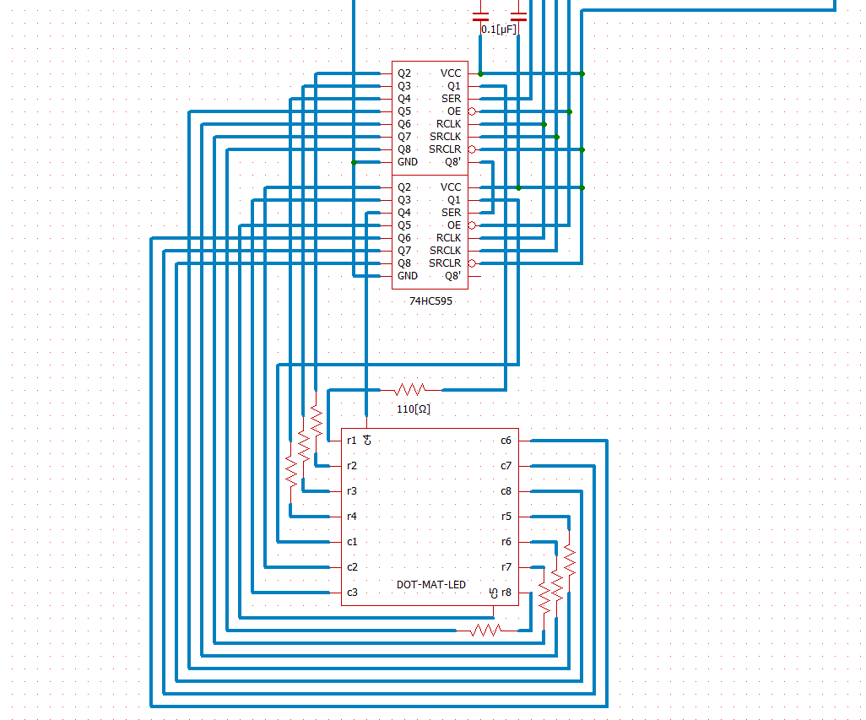 0.1[µF]
Q2 VCC
Q3 Q1
Q4 SER
Q5 OE
Q6 RCLK
Q7 SRCLK
Q8 SRCLR
GND Q8'
Q2 VCC
Q3 Q1
Q4 SER
Q5 OE
Q6 RCLK
Q7 SRCLK
Q8 SRCLR
GND Q8'
74HC595
110[Ω]
r1 c4 c6
r2 c7
r3 c8
r4 r5
c1 r6
c2 r7
DOT-MAT-LED
c3 c5 r8